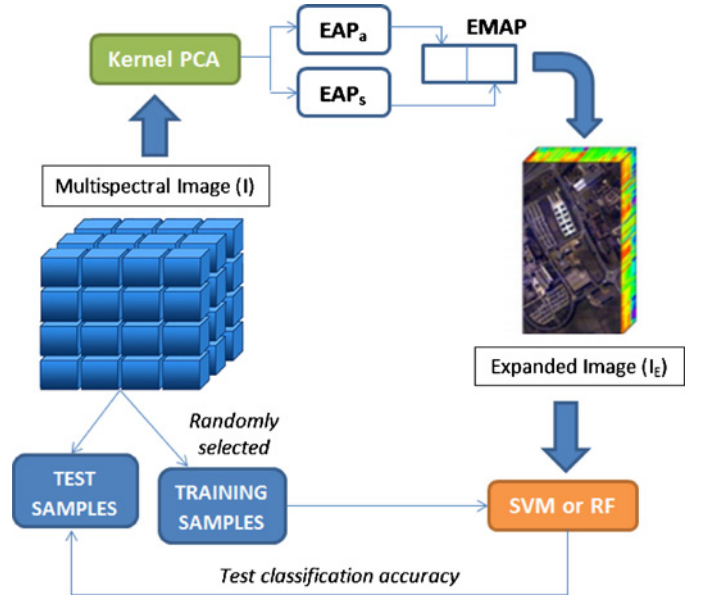 Kernel PCA
EAPa
EAPs
EMAP
Multispectral Image (I)
Expanded Image (IE)
Randomly
selected
TEST
SAMPLES
TRAINING
SAMPLES
SVM or RF
Test classification accuracy